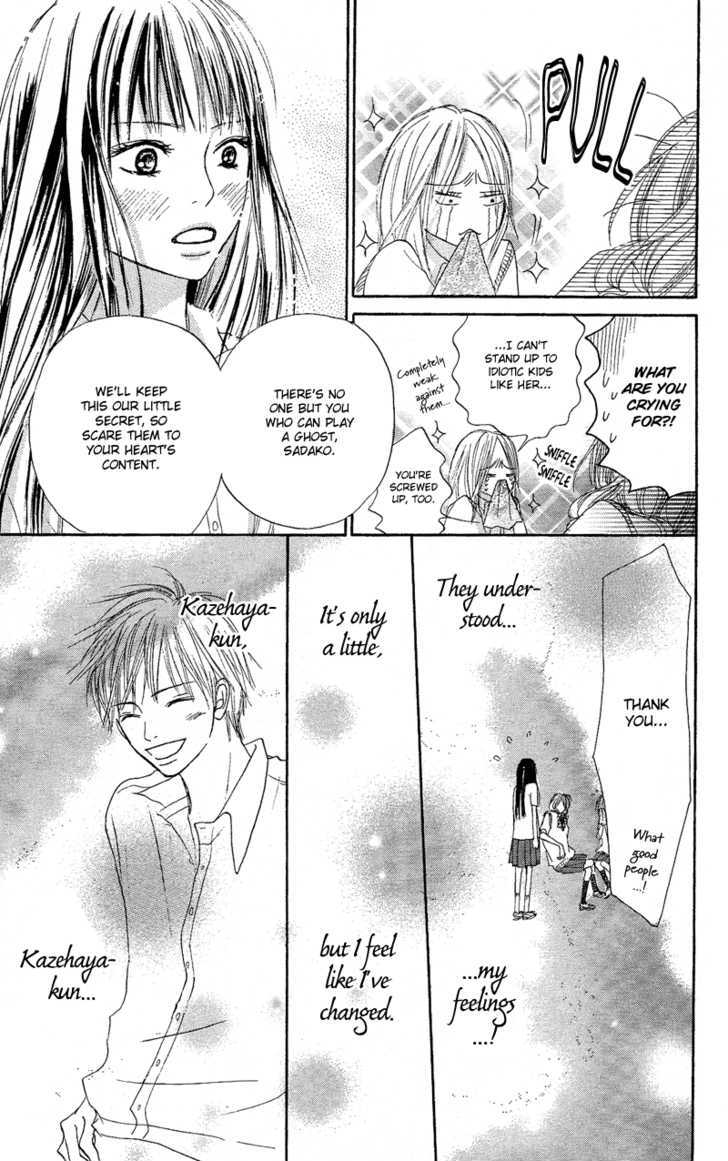 PULL
WHAT
ARE YOU
CRYING
FOR?!
...I CAN'T
STAND UP TO
IDIOTIC KIDS
LIKE HER...
Completely
weak
against
them...
SNIFFLE
SNIFFLE
YOU'RE
SCREWED
UP, TOO.
THERE'S NO
ONE BUT YOU
WHO CAN PLAY
A GHOST,
SADAKO.
WE'LL KEEP
THIS OUR LITTLE
SECRET, SO
SCARE THEM TO
YOUR HEART'S
CONTENT.
THANK
YOU...
What
good
people
...!
They under-
stood...
...my
feelings
...!
It's only
a little,
but I feel
like I've
changed.
Kazehaya-
kun,
Kazehaya-
kun...